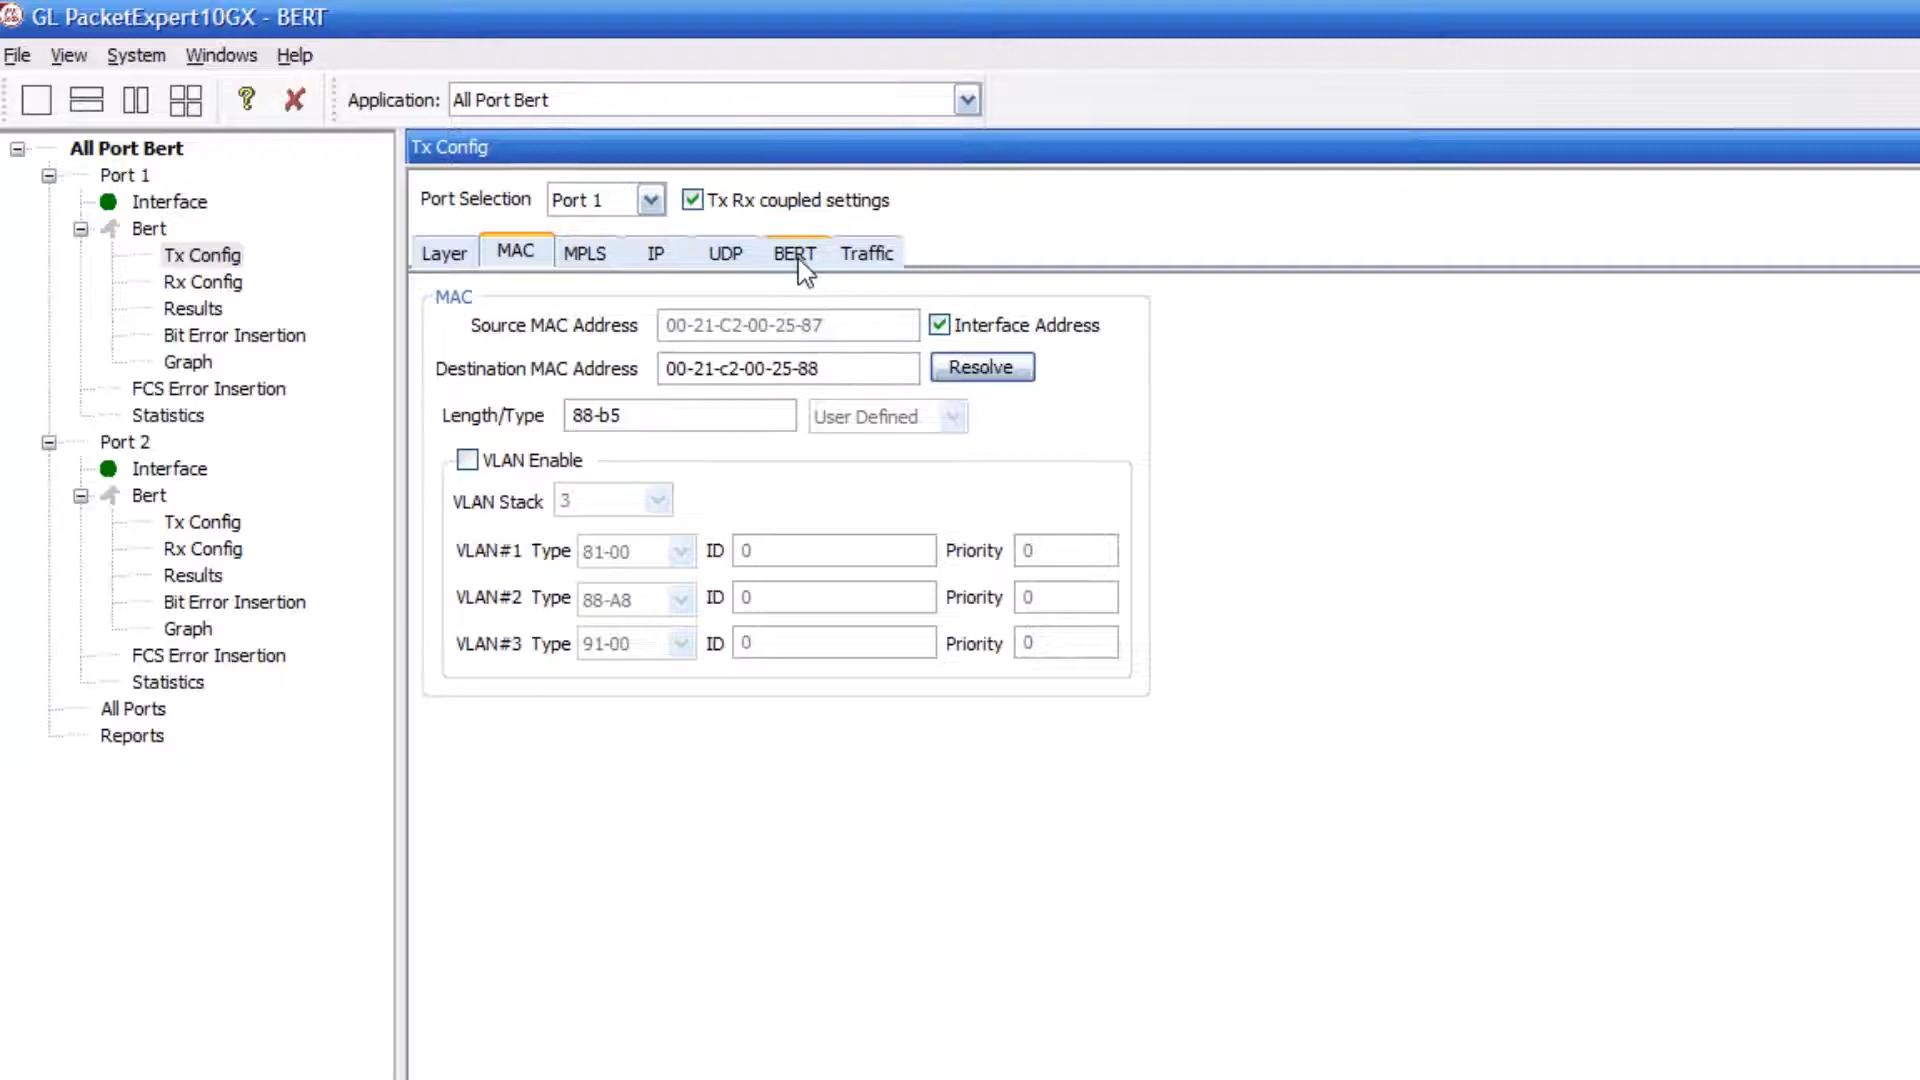 GL PacketExpert10GX - BERT
File View System Windows Help
Application: All Port Bert
All Port Bert
Port 1
Interface
Bert
Tx Config
Rx Config
Results
Bit Error Insertion
Graph
FCS Error Insertion
Statistics
Port 2
Interface
Bert
Tx Config
Rx Config
Results
Bit Error Insertion
Graph
FCS Error Insertion
Statistics
All Ports
Reports
Tx Config
Port Selection Port 1 Tx Rx coupled settings
Layer MAC MPLS IP UDP BERT Traffic
MAC
Source MAC Address 00-21-C2-00-25-87 Interface Address
Destination MAC Address 00-21-c2-00-25-88 Resolve
Length/Type 88-b5 User Defined
VLAN Enable
VLAN Stack 3
VLAN#1 Type 81-00 ID 0 Priority 0
VLAN#2 Type 88-A8 ID 0 Priority 0
VLAN#3 Type 91-00 ID 0 Priority 0